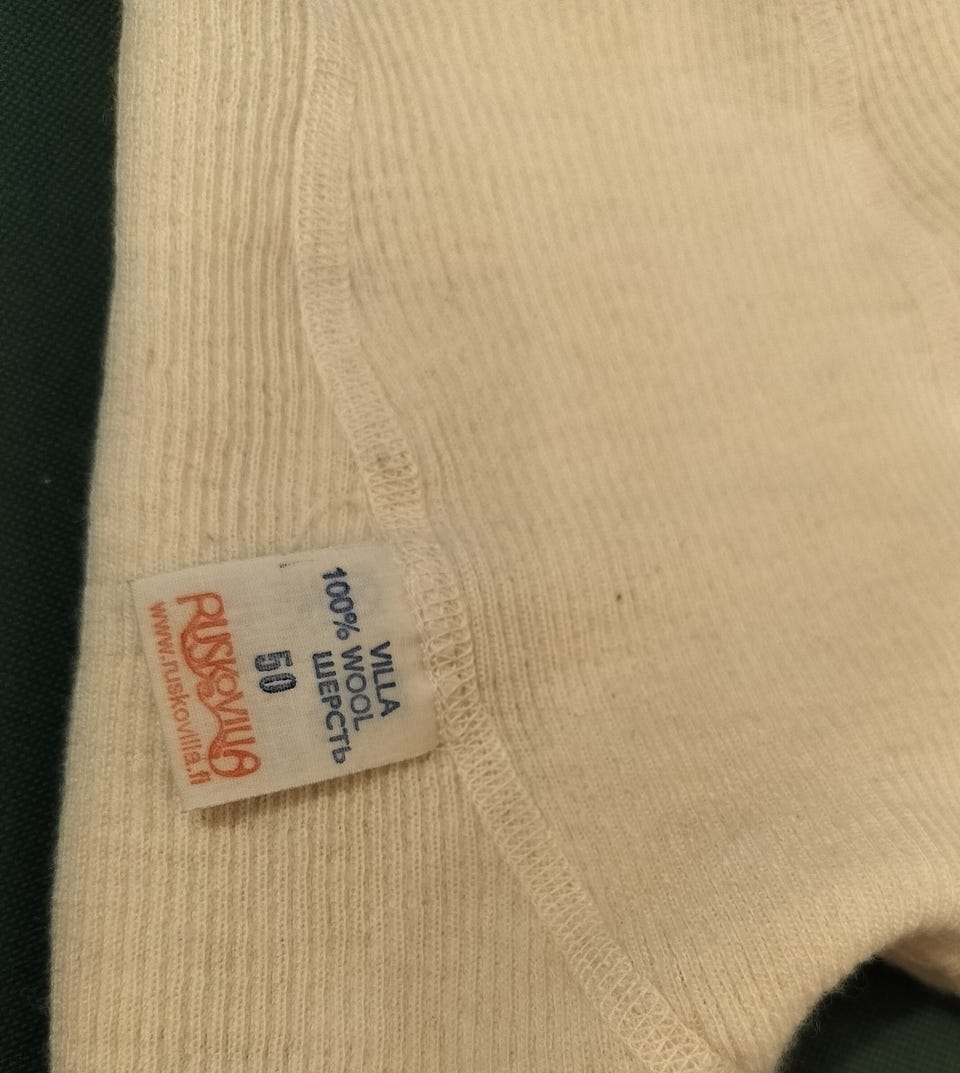 VILLA
100% WOOL
ШЕРСТЬ
50
RUSKOVILLA
www.ruskovilla.fi